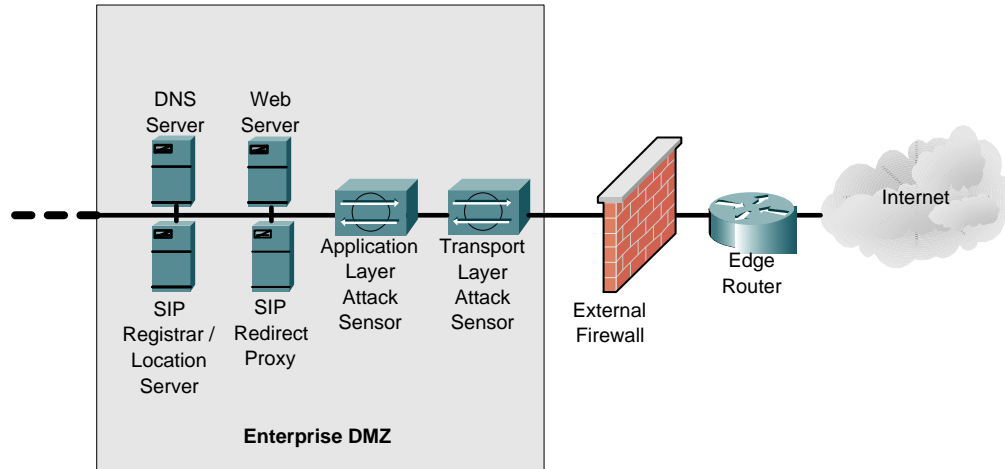 DNS
Server
Web
Server
SIP
Registrar /
Location
Server
SIP
Redirect
Proxy
Application
Layer
Attack
Sensor
Transport
Layer
Attack
Sensor
External
Firewall
Edge
Router
Internet
Enterprise DMZ